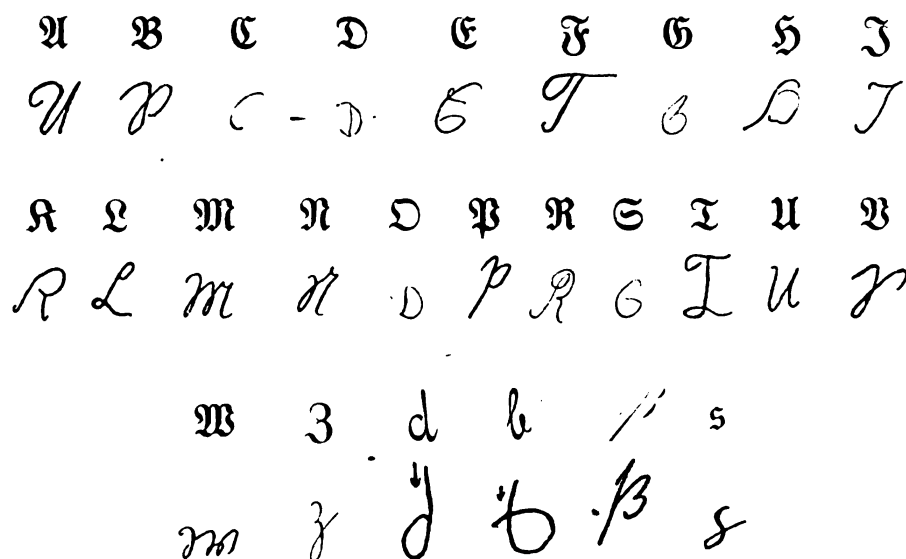 A B C D E F G H J
A B C - D E F G H J
K L M N O P R S T U V
K L M N O P R S T U V
W Z d b ß s
W z d b ß s